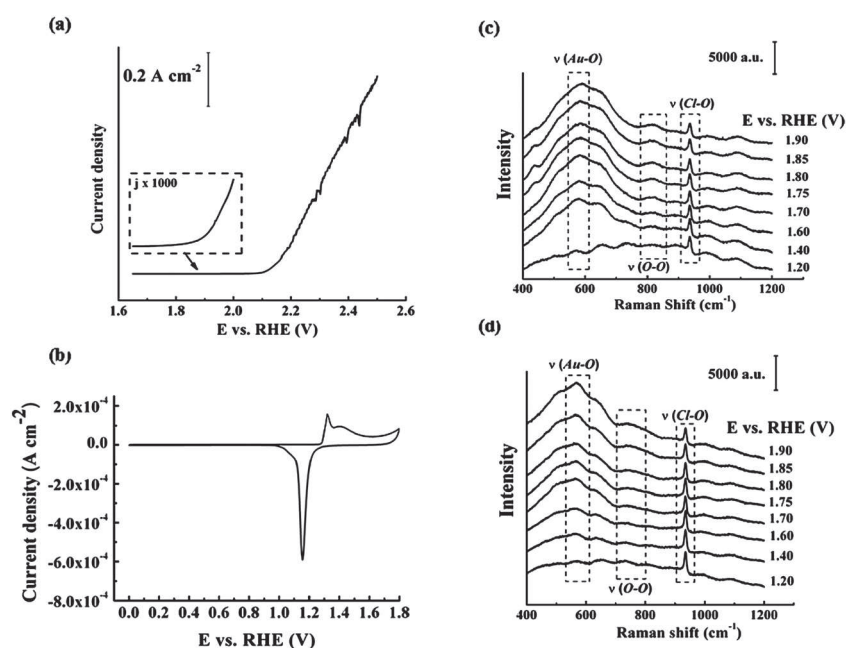 (a)
0.2 A cm⁻²
j x 1000
Current density
1.6 1.8 2.0 2.2 2.4 2.6
E vs. RHE (V)
(b)
2.0x10⁻⁴
0.0
-2.0x10⁻⁴
-4.0x10⁻⁴
-6.0x10⁻⁴
-8.0x10⁻⁴
Current density (A cm⁻²)
0.0 0.2 0.4 0.6 0.8 1.0 1.2 1.4 1.6 1.8
E vs. RHE (V)
(c)
5000 a.u.
ν (Au-O)
ν (Cl-O)
E vs. RHE (V)
1.90
1.85
1.80
1.75
1.70
1.60
1.40
1.20
ν (O-O)
Intensity
400 600 800 1000 1200
Raman Shift (cm⁻¹)
(d)
5000 a.u.
ν (Au-O)
ν (Cl-O)
E vs. RHE (V)
1.90
1.85
1.80
1.75
1.70
1.60
1.40
1.20
ν (O-O)
Intensity
400 600 800 1000 1200
Raman shift (cm⁻¹)